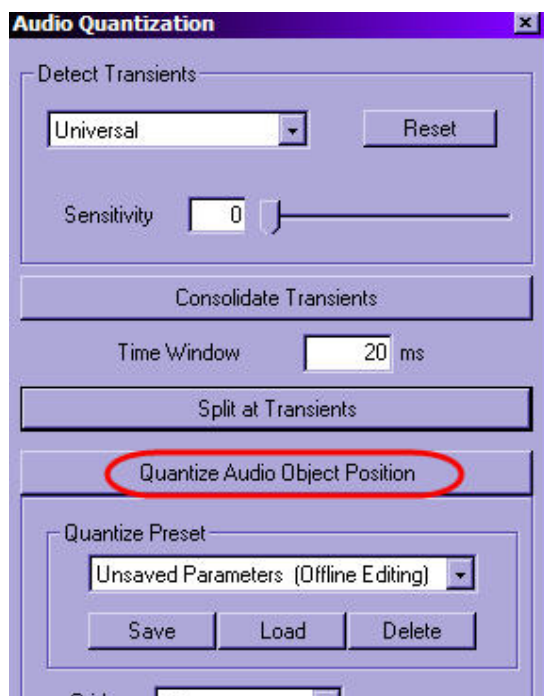 Audio Quantization
Detect Transients
Universal
Reset
Sensitivity 0
Consolidate Transients
Time Window 20 ms
Split at Transients
Quantize Audio Object Position
Quantize Preset
Unsaved Parameters (Offline Editing)
Save Load Delete